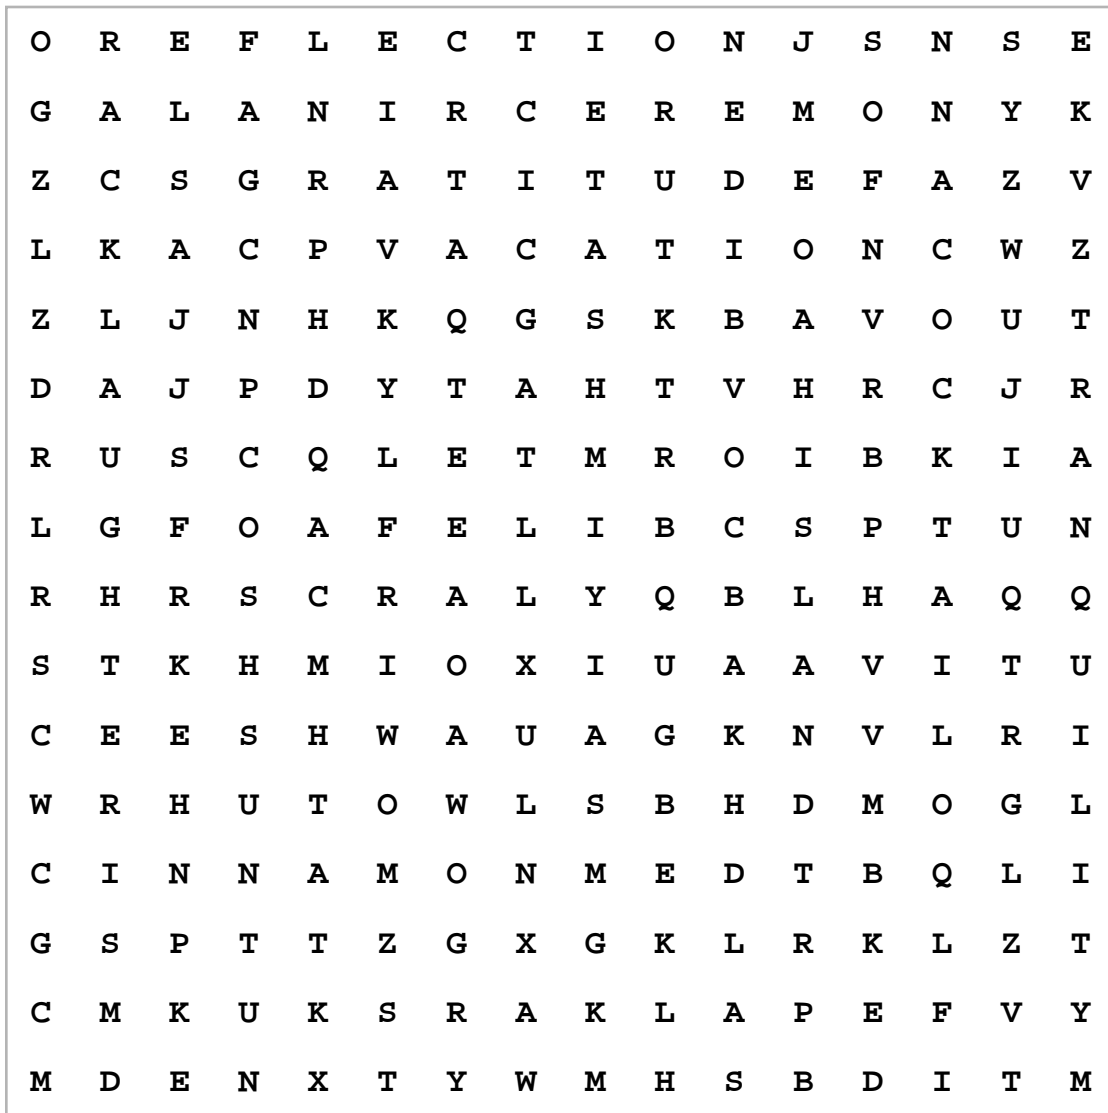 O R E F L E C T I O N J S N S E
G A L A N I R C E R E M O N Y K
Z C S G R A T I T U D E F A Z V
L K A C P V A C A T I O N C W Z
Z L J N H K Q G S K B A V O U T
D A J P D Y T A H T V H R C J R
R U S C Q L E T M R O I B K I A
L G F O A F E L I B C S P T U N
R H R S C R A L Y Q B L H A Q Q
S T K H M I O X I U A A V I T U
C E E S H W A U A G K N V L R I
W R H U T O W L S B H D M O G L
C I N N A M O N M E D T B Q L I
G S P T T Z G X G K L R K L Z T
C M K U K S R A K L A P E F V Y
M D E N X T Y W M H S B D I T M